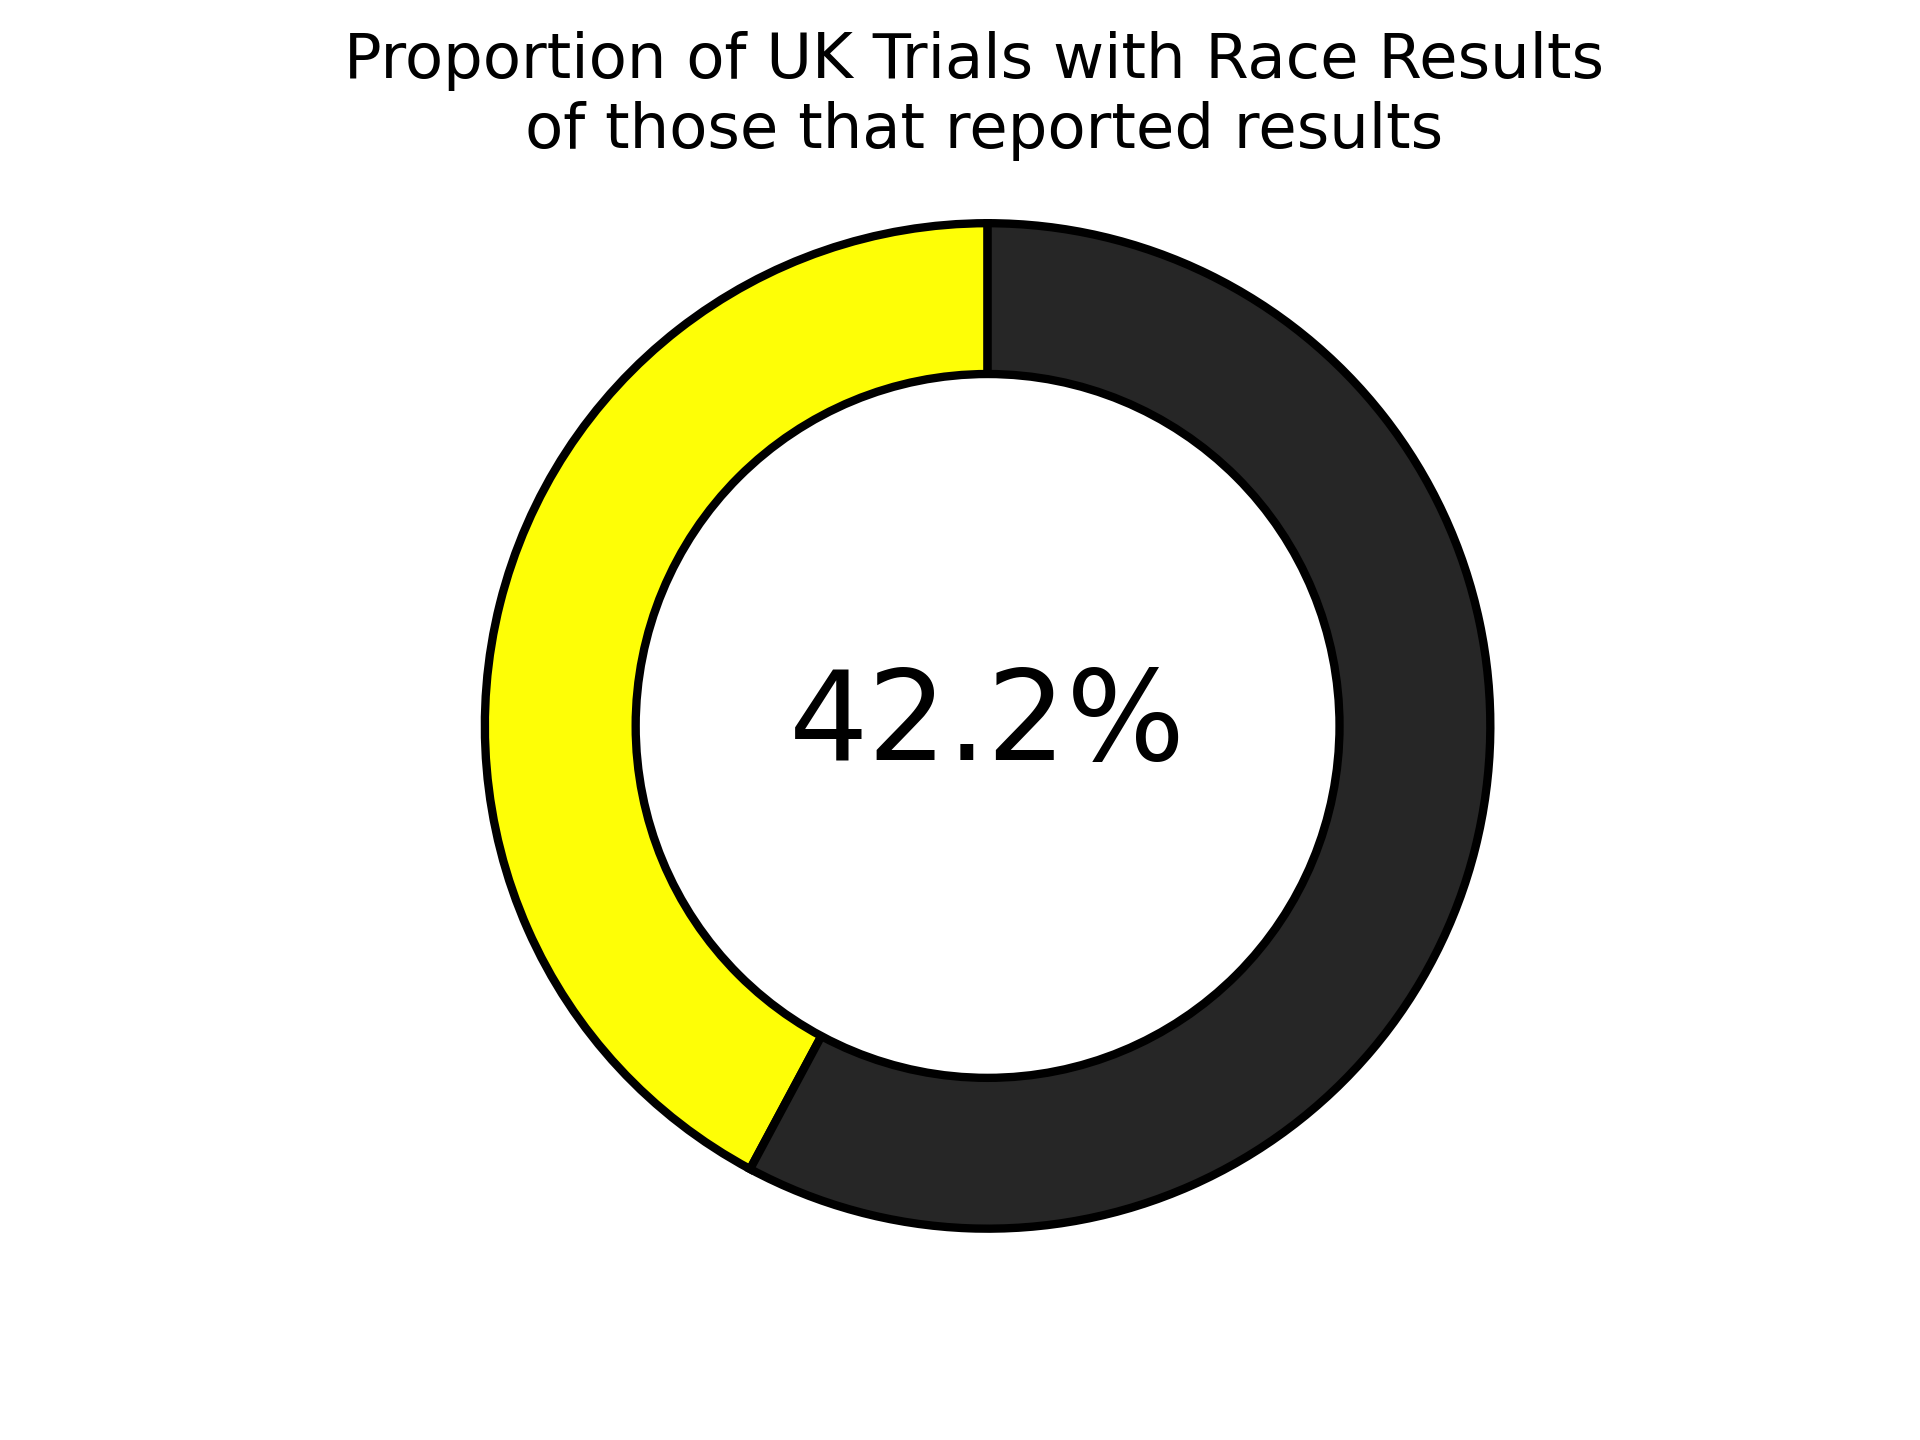 Proportion of UK Trials with Race Results
of those that reported results
42.2%